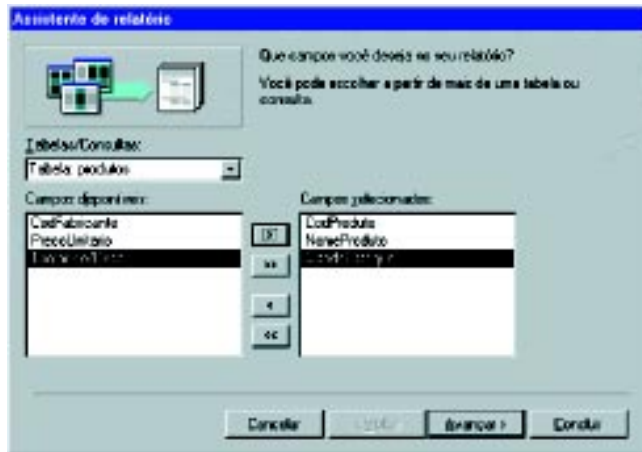 Assistente de relatório
Que campos você deseja no seu relatório?
Você pode escolher a partir de mais de uma tabela ou
consulta.
Tabelas/Consultas:
Tabela: produtos
Campos disponíveis:
CodFabricante
PrecoUnitario
Campos selecionados:
CodProduto
NomeProduto
>>
<
<<
Cancelar
Avançar >
Concluir